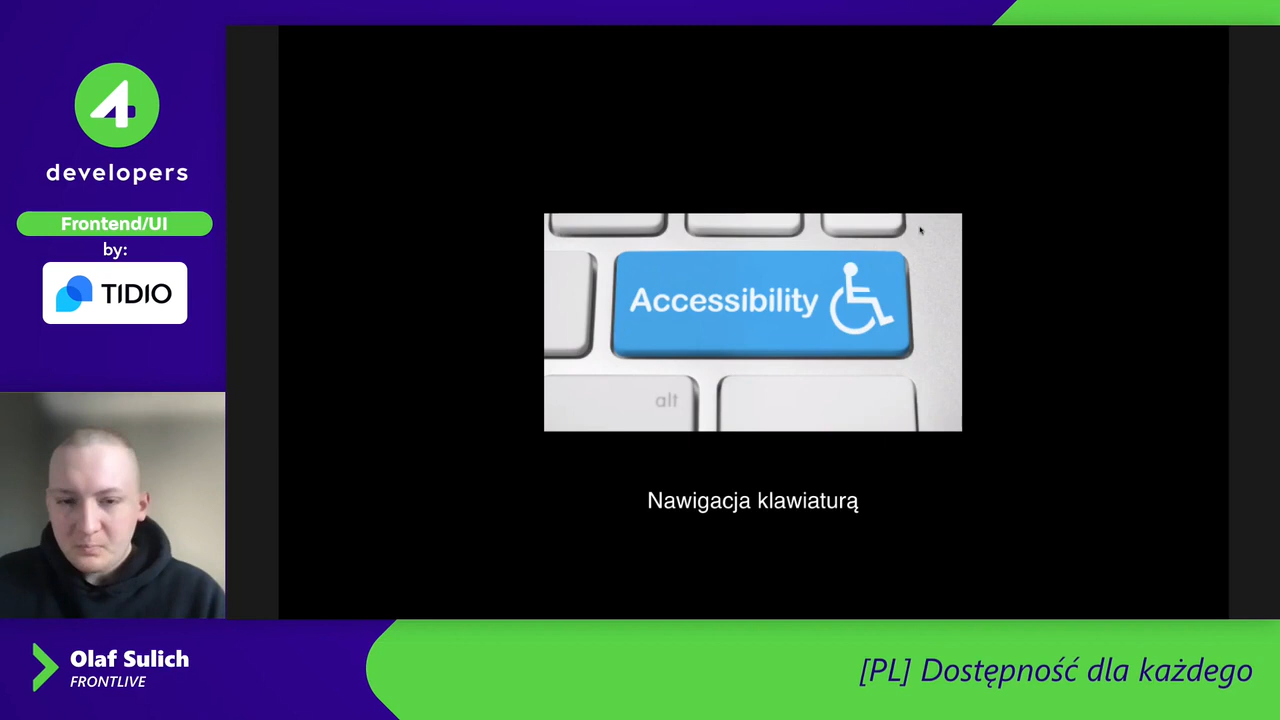 4
developers
Frontend/UI
by:
TIDIO
Accessibility
alt
Nawigacja klawiaturą
Olaf Sulich
FRONTLIVE
[PL] Dostępność dla każdego